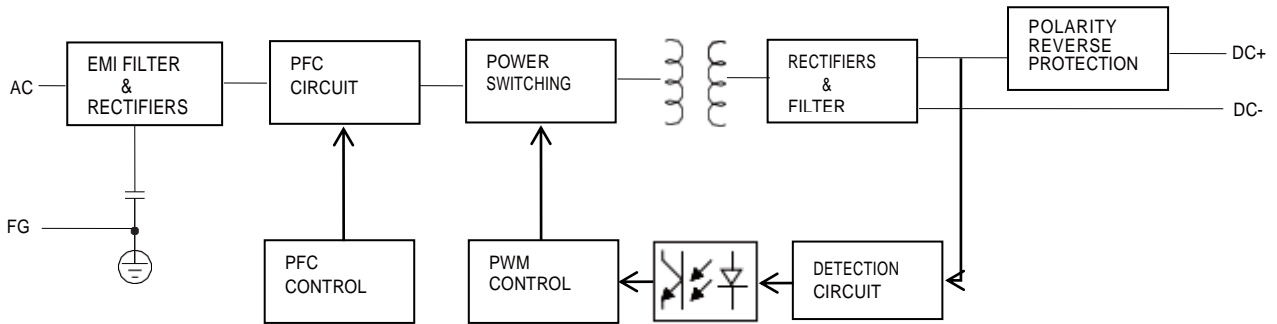 POLARITY
REVERSE
PROTECTION
DC+
EMI FILTER
&
RECTIFIERS
PFC
CIRCUIT
POWER
SWITCHING
RECTIFIERS
&
FILTER
AC
DC-
FG
PFC
CONTROL
PWM
CONTROL
DETECTION
CIRCUIT